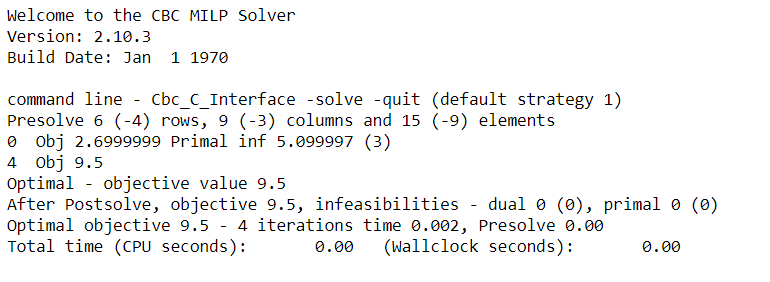 Welcome to the CBC MILP Solver
Version: 2.10.3
Build Date: Jan  1 1970

command line - Cbc_C_Interface -solve -quit (default strategy 1)
Presolve 6 (-4) rows, 9 (-3) columns and 15 (-9) elements
0  Obj 2.6999999 Primal inf 5.099997 (3)
4  Obj 9.5
Optimal - objective value 9.5
After Postsolve, objective 9.5, infeasibilities - dual 0 (0), primal 0 (0)
Optimal objective 9.5 - 4 iterations time 0.002, Presolve 0.00
Total time (CPU seconds):       0.00   (Wallclock seconds):       0.00